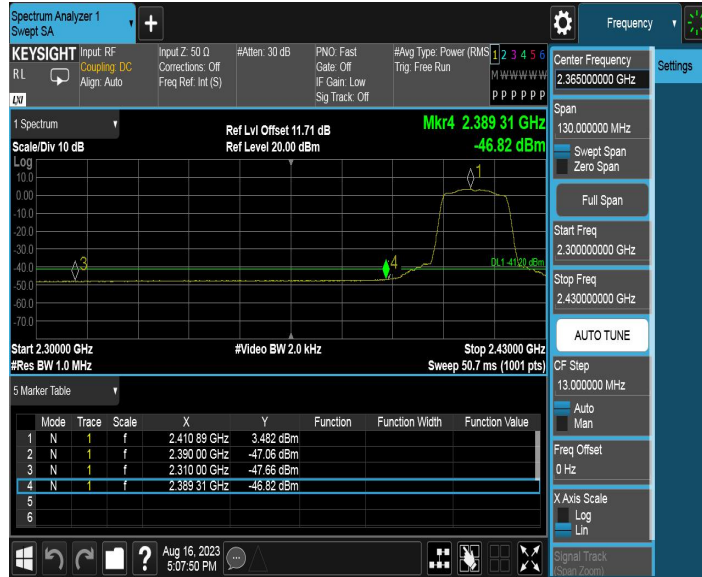 Spectrum Analyzer 1
Swept SA
+
Frequency
KEYSIGHT
RL
LXI
Input: RF
Coupling: DC
Align: Auto
Input Z: 50 Ω
Corrections: Off
Freq Ref: Int (S)
#Atten: 30 dB
PNO: Fast
Gate: Off
IF Gain: Low
Sig Track: Off
#Avg Type: Power (RMS
Trig: Free Run
1 2 3 4 5 6
M W W W W W
P P P P P P
Settings
Center Frequency
2.365000000 GHz
Span
130.000000 MHz
Swept Span
Zero Span
Full Span
Start Freq
2.300000000 GHz
Stop Freq
2.430000000 GHz
AUTO TUNE
CF Step
13.000000 MHz
Auto
Man
Freq Offset
0 Hz
X Axis Scale
Log
Lin
Signal Track
(Span Zoom)
1 Spectrum
Scale/Div 10 dB
Ref Lvl Offset 11.71 dB
Ref Level 20.00 dBm
Mkr4 2.389 31 GHz
-46.82 dBm
Log
10.0
0.00
-10.0
-20.0
-30.0
-40.0
-50.0
-60.0
-70.0
1
3
4
DL1 -41.20 dBm
Start 2.30000 GHz
#Video BW 2.0 kHz
Stop 2.43000 GHz
#Res BW 1.0 MHz
Sweep 50.7 ms (1001 pts)
5 Marker Table
Mode Trace Scale X Y Function Function Width Function Value
1 N 1 f 2.410 89 GHz 3.482 dBm
2 N 1 f 2.390 00 GHz -47.06 dBm
3 N 1 f 2.310 00 GHz -47.66 dBm
4 N 1 f 2.389 31 GHz -46.82 dBm
5
6
?
Aug 16, 2023
5:07:50 PM